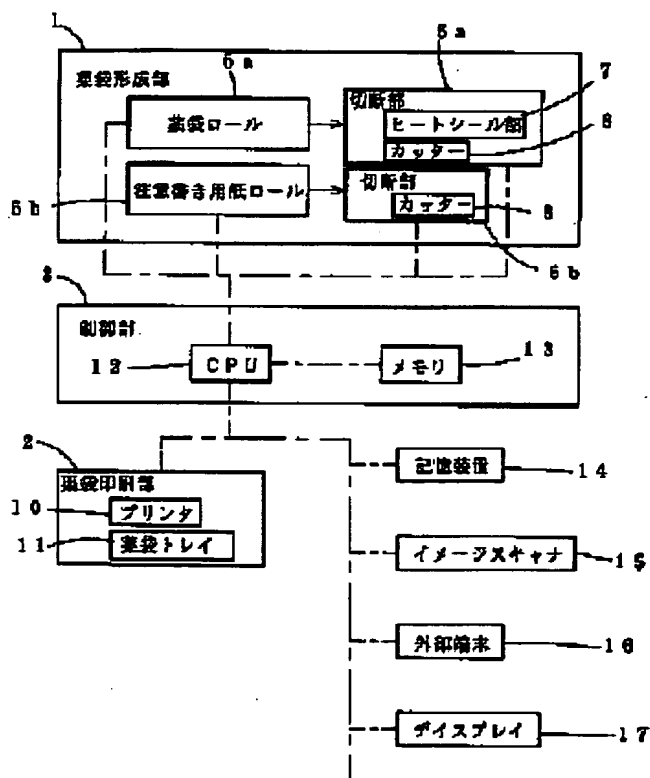 1
5a
6a
薬袋形成部
7
切断部
薬袋ロール
ヒートシール部
8
カッター
切断部
注意書き用紙ロール
5b
カッター
8
6b
3
制御部
12
CPU
メモリ
13
2
薬袋印刷部
記憶装置
14
10
プリンタ
11
薬袋トレイ
イメージスキャナ
15
外部端末
16
ディスプレイ
17